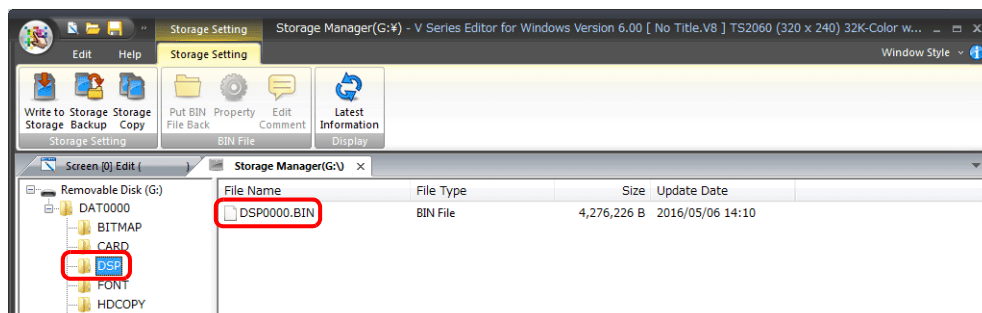 Storage Setting Storage Manager(G:¥) - V Series Editor for Windows Version 6.00 [ No Title.V8 ] TS2060 (320 x 240) 32K-Color w...
Edit Help Storage Setting Window Style
Write to Storage Storage Put BIN Property Edit Latest
Storage Backup Copy File Back Comment Information
Storage Setting BIN File Display
Screen [0] Edit ( ) Storage Manager(G:\) ×
Removable Disk (G:) File Name File Type Size Update Date
DAT0000 DSP0000.BIN BIN File 4,276,226 B 2016/05/06 14:10
BITMAP
CARD
DSP
FONT
HDCOPY